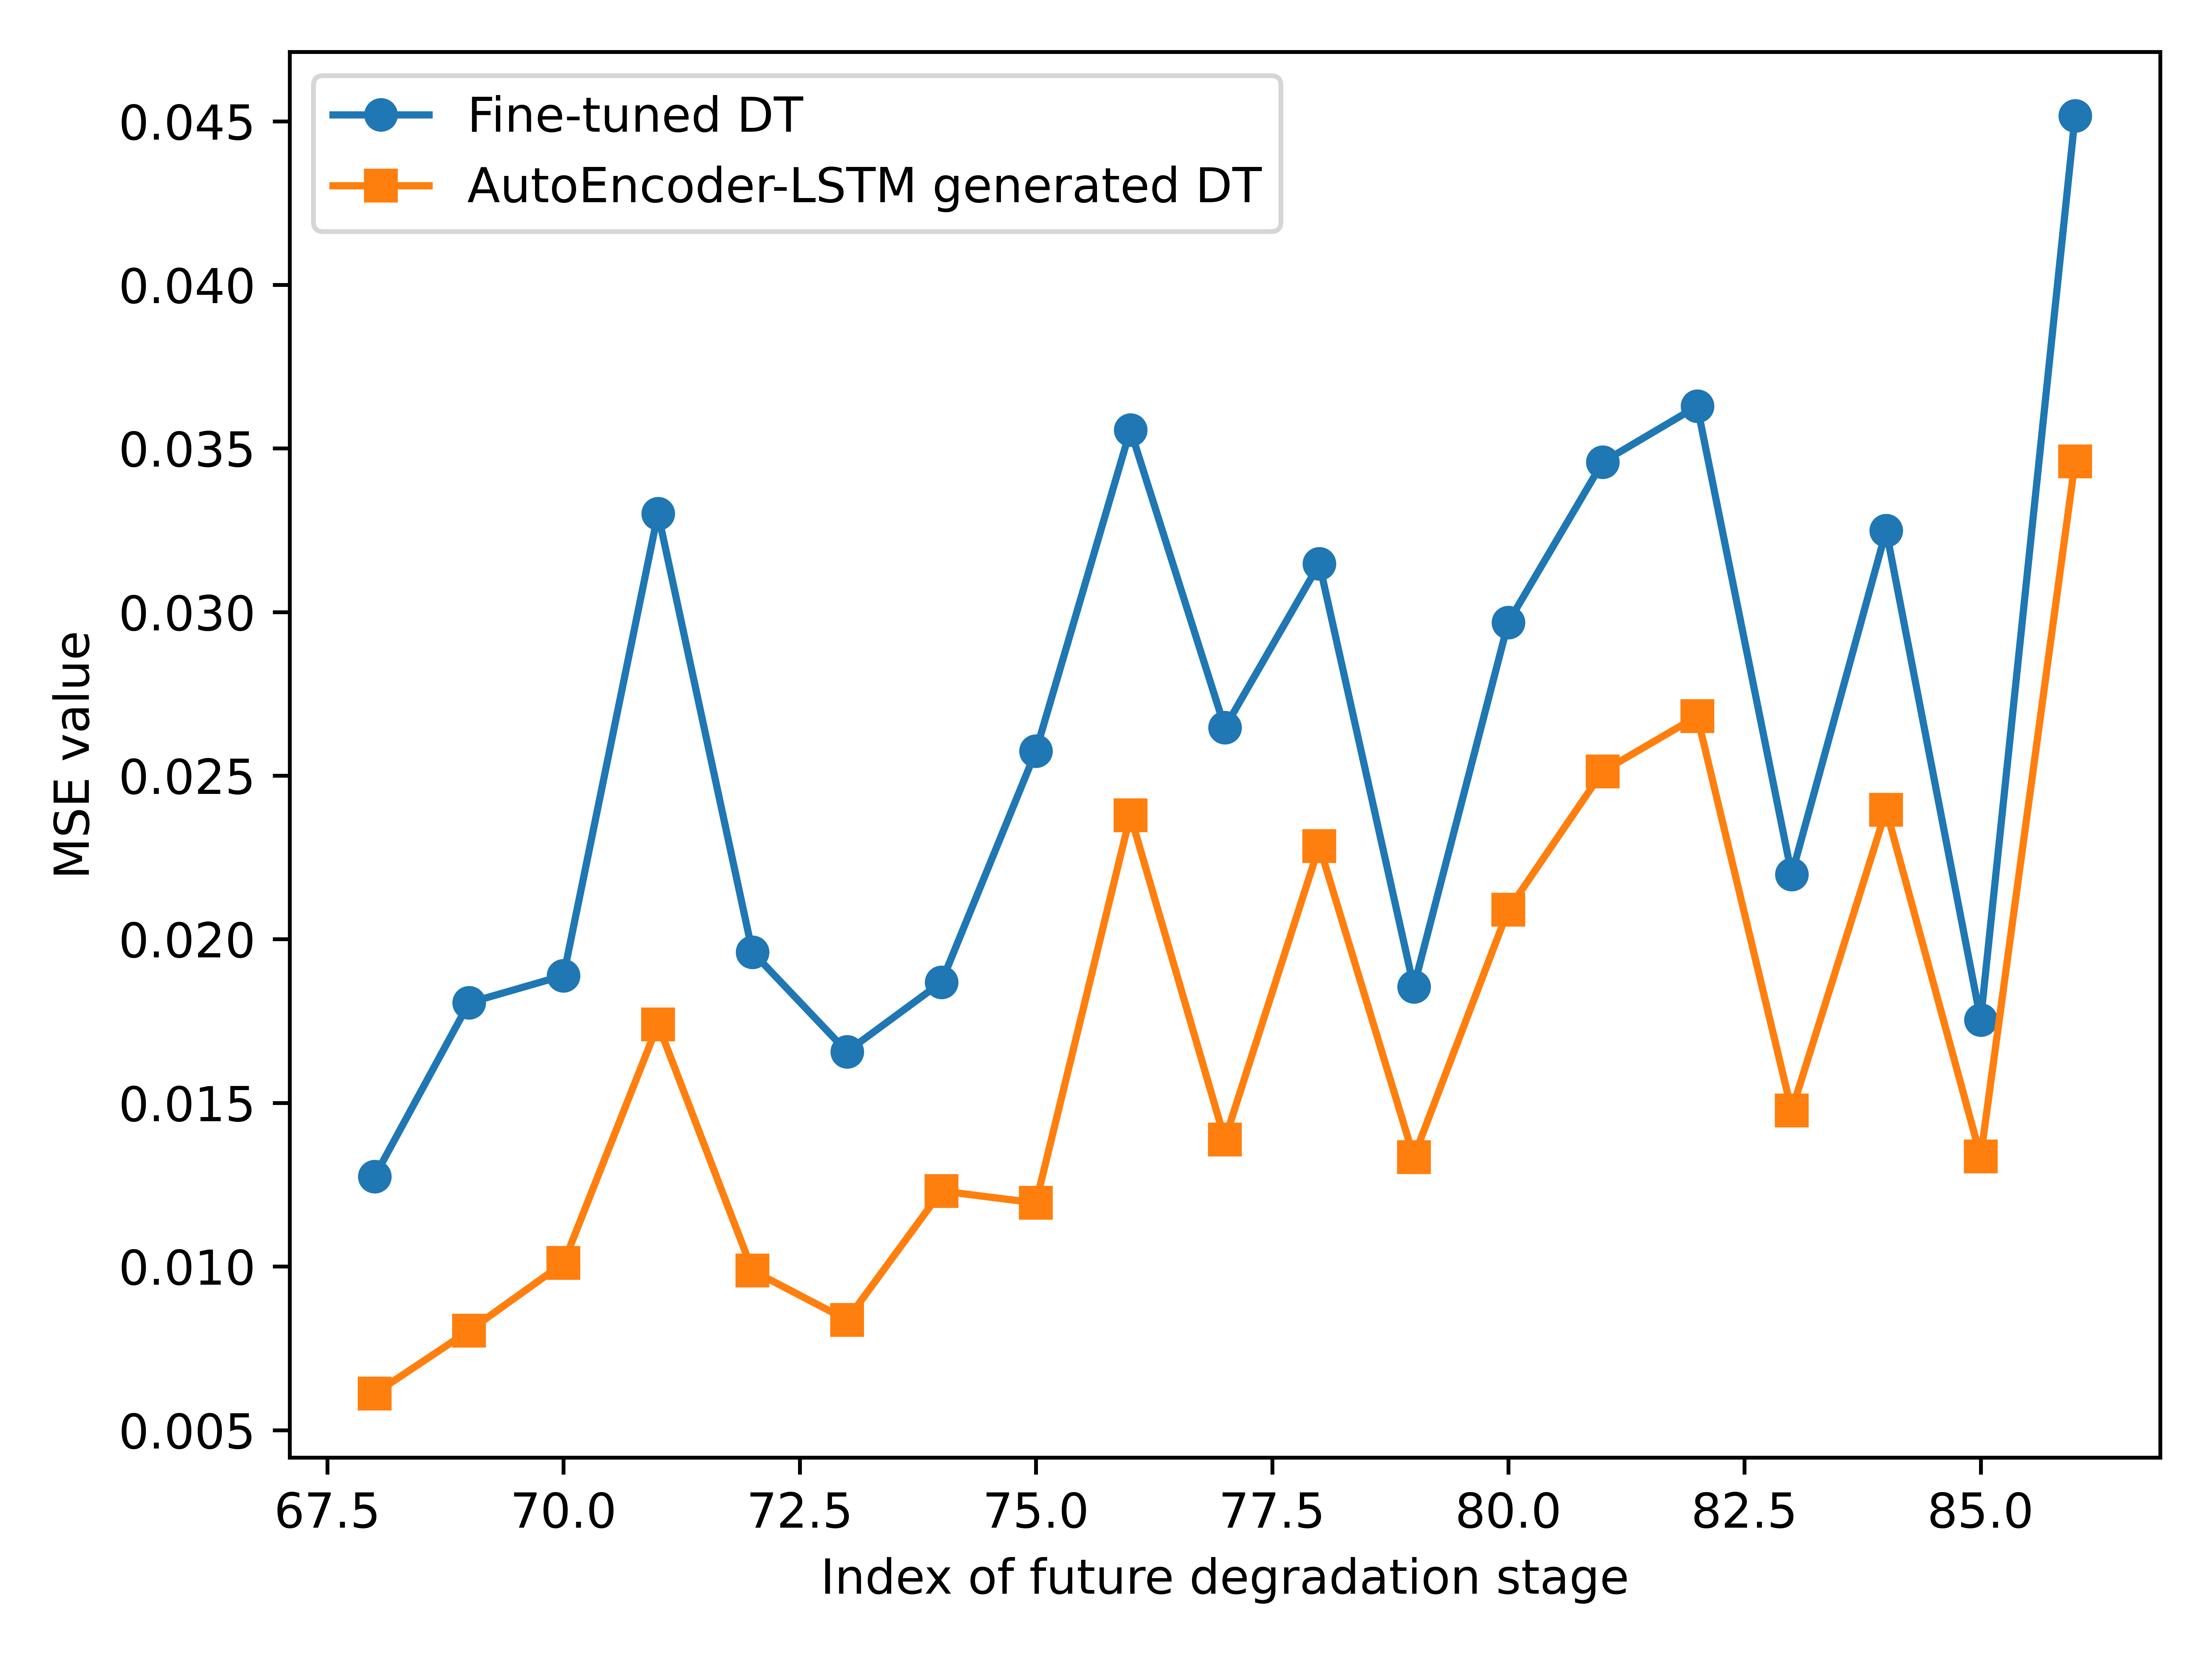 Fine-tuned DT
AutoEncoder-LSTM generated DT
0.045
0.040
0.035
0.030
0.025
0.020
0.015
0.010
0.005
MSE value
67.5 70.0 72.5 75.0 77.5 80.0 82.5 85.0
Index of future degradation stage